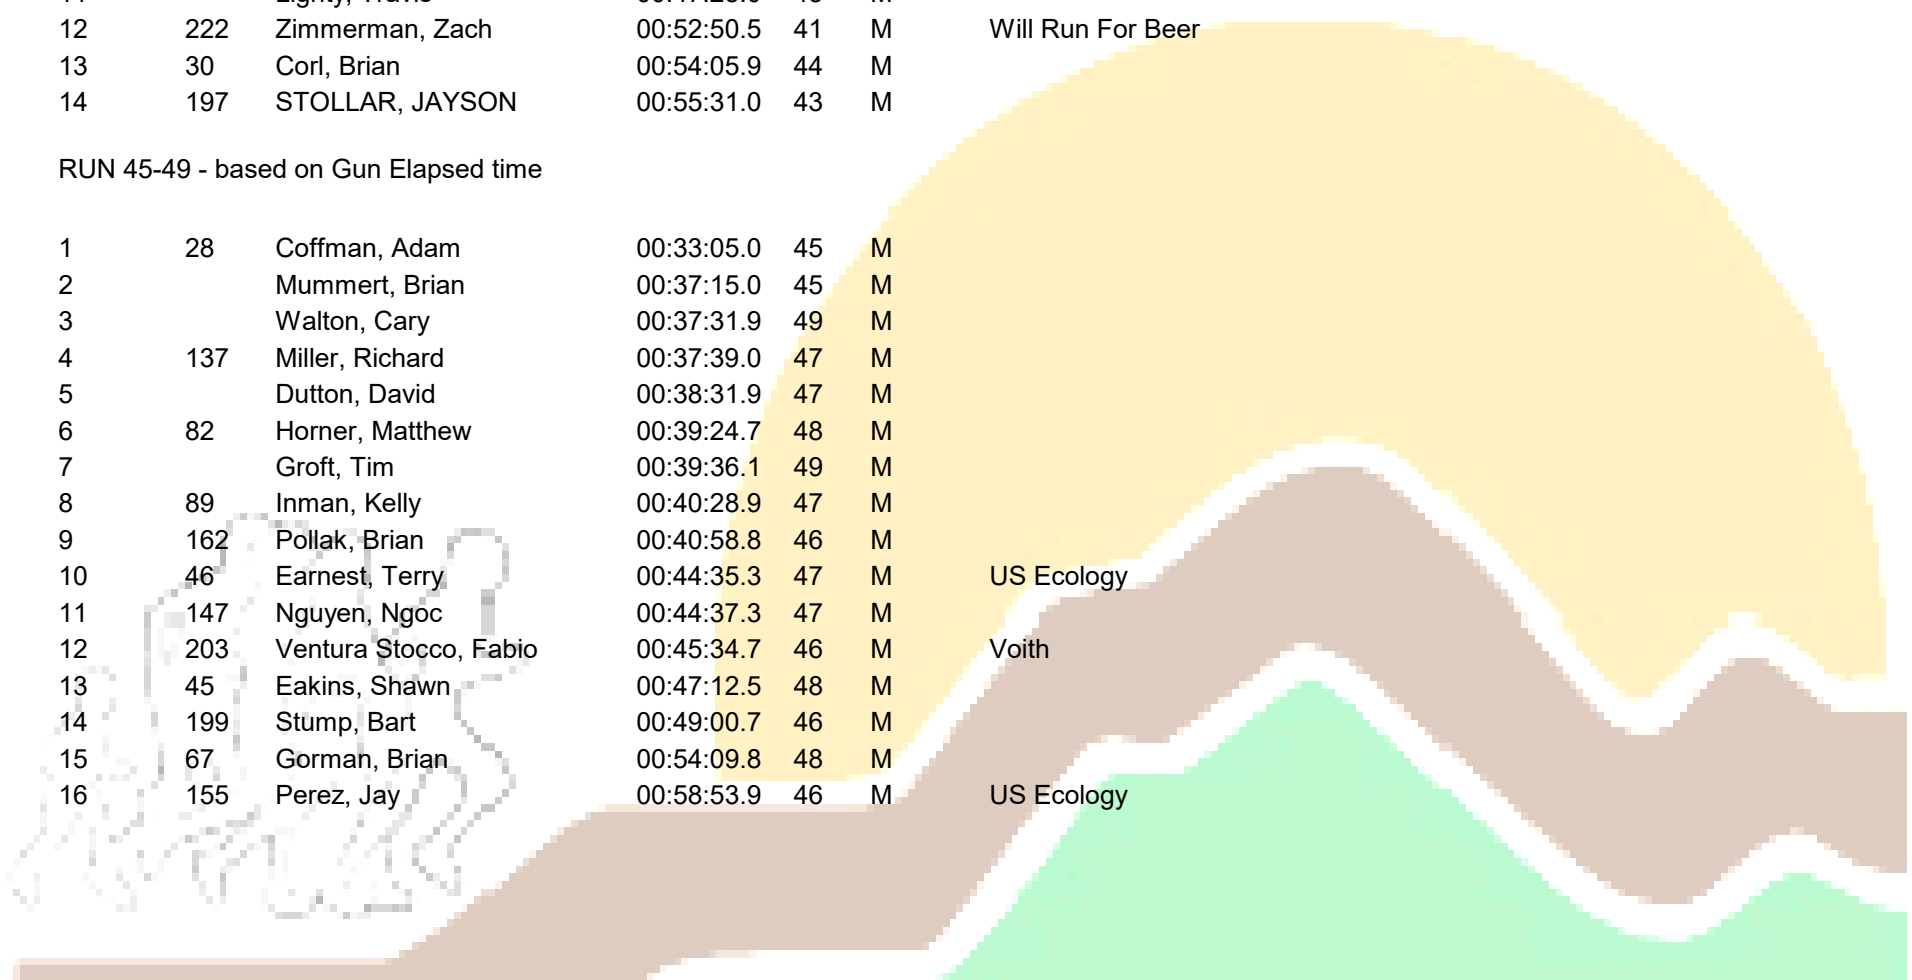 12 222 Zimmerman, Zach 00:52:50.5 41 M Will Run For Beer
13 30 Corl, Brian 00:54:05.9 44 M
14 197 STOLLAR, JAYSON 00:55:31.0 43 M
RUN 45-49 - based on Gun Elapsed time
1 28 Coffman, Adam 00:33:05.0 45 M
2 Mummert, Brian 00:37:15.0 45 M
3 Walton, Cary 00:37:31.9 49 M
4 137 Miller, Richard 00:37:39.0 47 M
5 Dutton, David 00:38:31.9 47 M
6 82 Horner, Matthew 00:39:24.7 48 M
7 Groft, Tim 00:39:36.1 49 M
8 89 Inman, Kelly 00:40:28.9 47 M
9 162 Pollak, Brian 00:40:58.8 46 M
10 46 Earnest, Terry 00:44:35.3 47 M US Ecology
11 147 Nguyen, Ngoc 00:44:37.3 47 M
12 203 Ventura Stocco, Fabio 00:45:34.7 46 M Voith
13 45 Eakins, Shawn 00:47:12.5 48 M
14 199 Stump, Bart 00:49:00.7 46 M
15 67 Gorman, Brian 00:54:09.8 48 M
16 155 Perez, Jay 00:58:53.9 46 M US Ecology